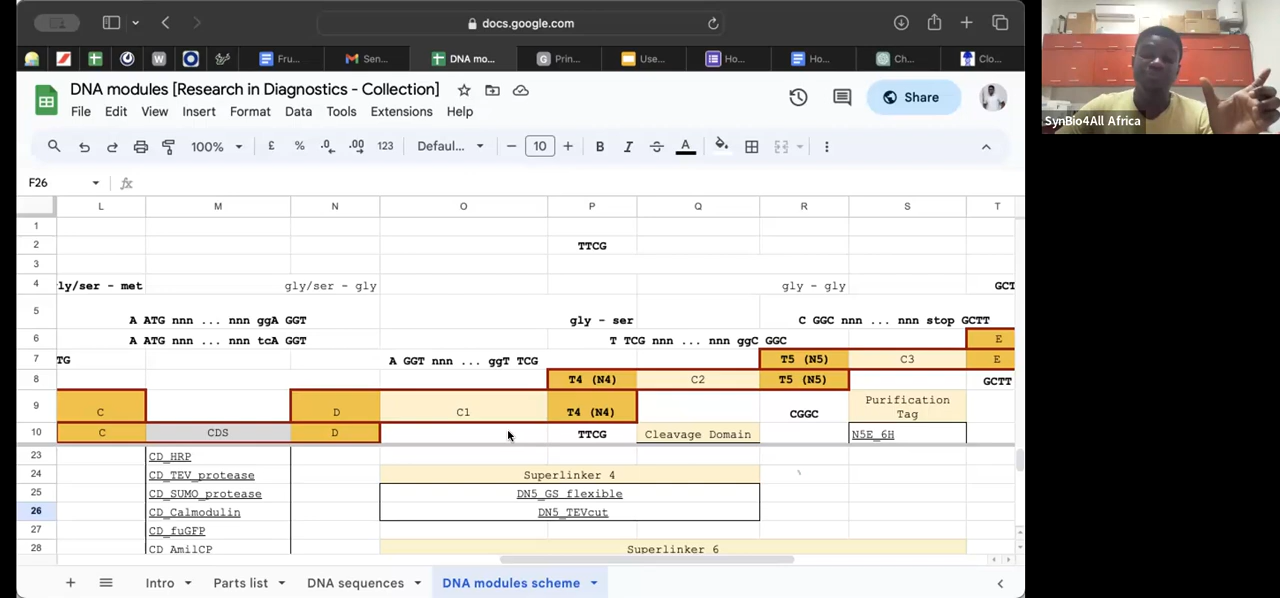 docs.google.com
Fru...
Sen...
DNA mo...
Prin...
Use...
Ho...
Ho...
Ch...
Clo...
DNA modules [Research in Diagnostics - Collection]
File Edit View Insert Format Data Tools Extensions Help
Share
100% £ % .0 .00 123 Defaul... − 10 + B I A
F26 fx
L M N O P Q R S T
1
2 TTCG
3
4 ly/ser - met gly/ser - gly gly - gly GCT
5 A ATG nnn ... nnn ggA GGT gly - ser C GGC nnn ... nnn stop GCTT
6 A ATG nnn ... nnn tcA GGT T TCG nnn ... nnn ggC GGC E
7 TG A GGT nnn ... ggT TCG T5 (N5) C3 E
8 T4 (N4) C2 T5 (N5) GCTT
9 C D C1 T4 (N4) CGGC Purification Tag
10 C CDS D TTCG Cleavage Domain N5E_6H
23 CD_HRP
24 CD_TEV_protease Superlinker 4
25 CD_SUMO_protease DN5_GS_flexible
26 CD_Calmodulin DN5_TEVcut
27 CD_fuGFP
28 CD_AmilCP Superlinker 6
+ Intro Parts list DNA sequences DNA modules scheme
SynBio4All Africa